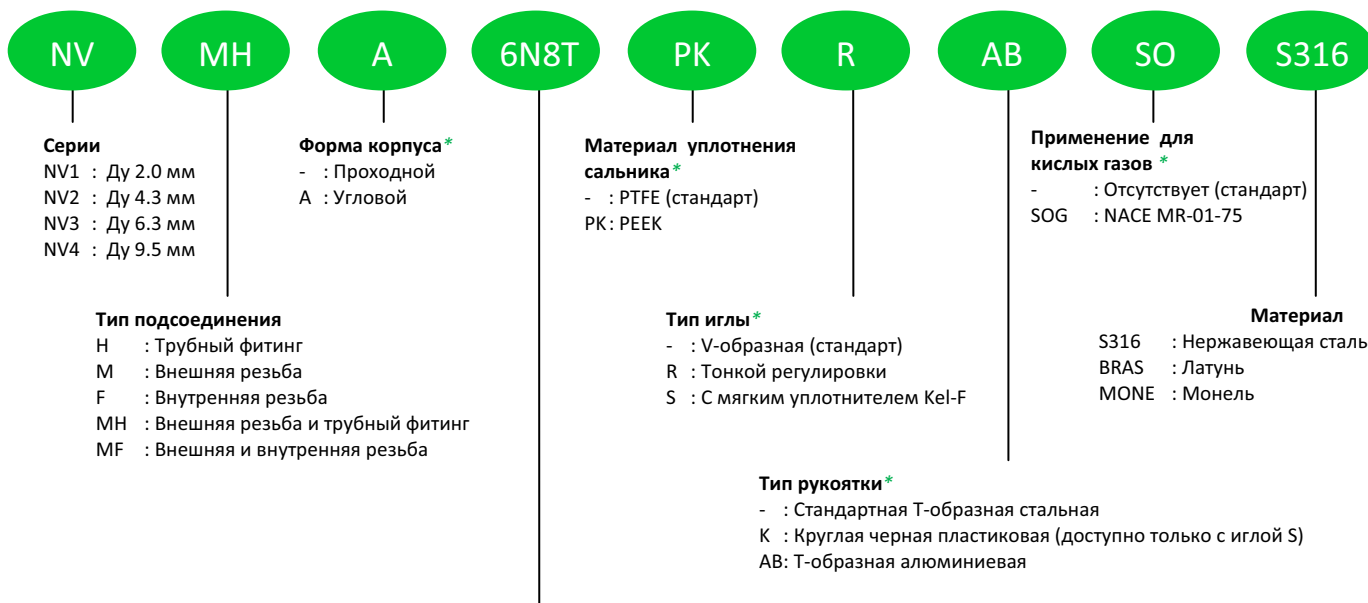 NV MH A 6N8T PK R AB SO S316
Серии
NV1 : Ду 2.0 мм
NV2 : Ду 4.3 мм
NV3 : Ду 6.3 мм
NV4 : Ду 9.5 мм
Форма корпуса*
- : Проходной
A : Угловой
Материал уплотнения
сальника*
- : PTFE (стандарт)
PK : PEEK
Применение для
кислых газов *
- : Отсутствует (стандарт)
SOG : NACE MR-01-75
Тип подсоединения
H : Трубный фитинг
M : Внешняя резьба
F : Внутренняя резьба
MH : Внешняя резьба и трубный фитинг
MF : Внешняя и внутренняя резьба
Тип иглы*
- : V-образная (стандарт)
R : Тонкой регулировки
S : С мягким уплотнителем Kel-F
Материал
S316 : Нержавеющая сталь
BRAS : Латунь
MONE : Монель
Тип рукоятки*
- : Стандартная Т-образная стальная
K : Круглая черная пластиковая (доступно только с иглой S)
AB: Т-образная алюминиевая